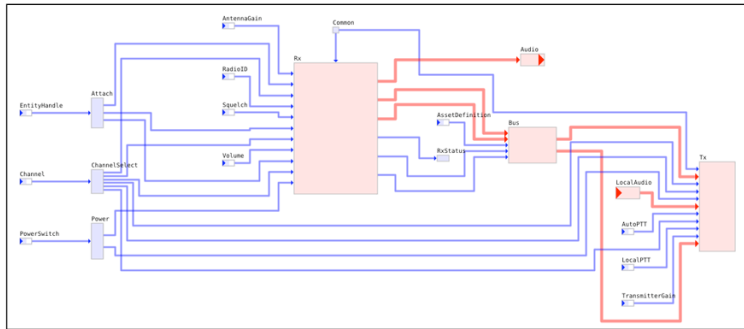 AntennaGain
Common
Rx
Audio
RadioID
Attach
EntityHandle
Squelch
AssetDefinition
Bus
RxStatus
Volume
Tx
Channel
ChannelSelect
LocalAudio
Power
AutoPTT
PowerSwitch
LocalPTT
TransmitterGain